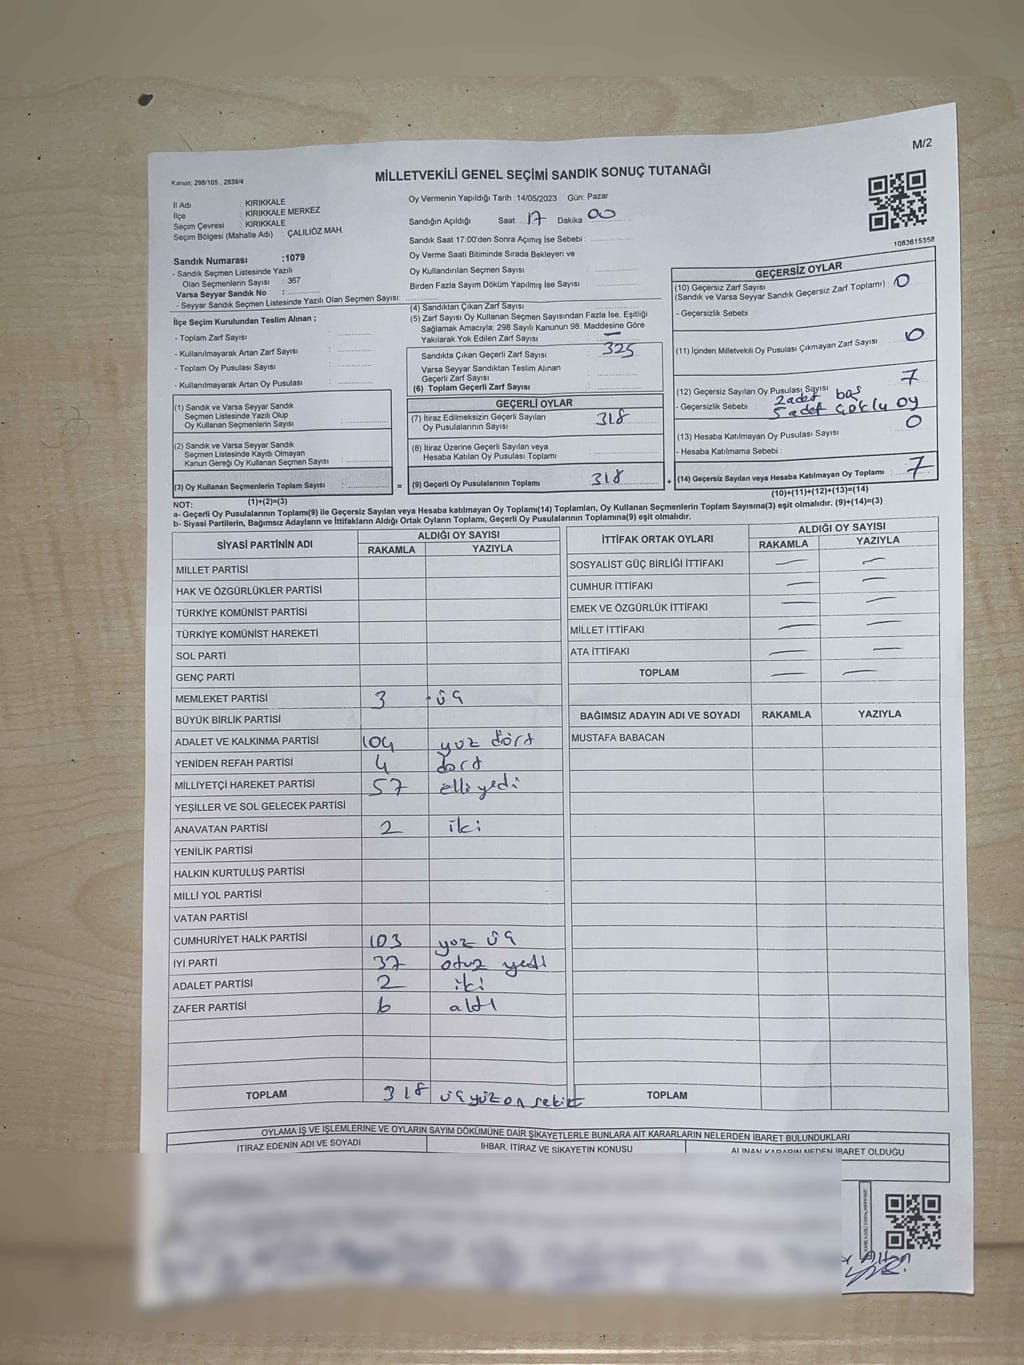 M/2
MİLLETVEKİLİ GENEL SEÇİMİ SANDIK SONUÇ TUTANAĞI
Kanun: 298/105 , 2839/4
İl Adı : KIRIKKALE
İlçe : KIRIKKALE MERKEZ
Seçim Çevresi : KIRIKKALE
Seçim Bölgesi (Mahalle Adı) : ÇALILIÖZ MAH.
Sandık Numarası :1079
- Sandık Seçmen Listesinde Yazılı
Olan Seçmenlerin Sayısı : 367
Varsa Seyyar Sandık No :
- Seyyar Sandık Seçmen Listesinde Yazılı Olan Seçmen Sayısı:
Oy Vermenin Yapıldığı Tarih :14/05/2023 Gün: Pazar
Sandığın Açıldığı Saat : 17 Dakika : 00
Sandık Saat 17:00'den Sonra Açımış İse Sebebi :
Oy Verme Saati Bitiminde Sırada Bekleyen ve
Oy Kullandırılan Seçmen Sayısı :
Birden Fazla Sayım Döküm Yapılmış İse Sayısı :
1083615358
İlçe Seçim Kurulundan Teslim Alınan ;
- Toplam Zarf Sayısı :
- Kullanılmayarak Artan Zarf Sayısı :
- Toplam Oy Pusulası Sayısı :
- Kullanılmayarak Artan Oy Pusulası :
(1) Sandık ve Varsa Seyyar Sandık
Seçmen Listesinde Yazılı Olup
Oy Kullanan Seçmenlerin Sayısı :
(2) Sandık ve Varsa Seyyar Sandık
Seçmen Listesinde Kayıtlı Olmayan
Kanun Gereği Oy Kullanan Seçmen Sayısı :
(3) Oy Kullanan Seçmenlerin Toplam Sayısı :
(1)+(2)=(3)
(4) Sandıktan Çıkan Zarf Sayısı :
(5) Zarf Sayısı Oy Kullanan Seçmen Sayısından Fazla İse, Eşitliği
Sağlamak Amacıyla; 298 Sayılı Kanunun 98. Maddesine Göre
Yakılarak Yok Edilen Zarf Sayısı : —
Sandıkta Çıkan Geçerli Zarf Sayısı : 325
Varsa Seyyar Sandıktan Teslim Alınan
Geçerli Zarf Sayısı :
(6) Toplam Geçerli Zarf Sayısı :
GEÇERLİ OYLAR
(7) İtiraz Edilmeksizin Geçerli Sayılan
Oy Pusulalarının Sayısı : 318
(8) İtiraz Üzerine Geçerli Sayılan veya
Hesaba Katılan Oy Pusulası Toplamı :
= (9) Geçerli Oy Pusulalarının Toplamı : 318 +
GEÇERSİZ OYLAR
(10) Geçersiz Zarf Sayısı
(Sandık ve Varsa Seyyar Sandık Geçersiz Zarf Toplamı) : 0
- Geçersizlik Sebebi :
(11) İçinden Milletvekili Oy Pusulası Çıkmayan Zarf Sayısı : 0
(12) Geçersiz Sayılan Oy Pusulası Sayısı : 7
- Geçersizlik Sebebi : 2 adet boş
5 adet çoklu oy
(13) Hesaba Katılmayan Oy Pusulası Sayısı : 0
- Hesaba Katılmama Sebebi :
(14) Geçersiz Sayılan veya Hesaba Katılmayan Oy Toplamı : 7
(10)+(11)+(12)+(13)=(14)
NOT:
a- Geçerli Oy Pusulalarının Toplamı(9) ile Geçersiz Sayılan veya Hesaba katılmayan Oy Toplamı(14) Toplamları, Oy Kullanan Seçmenlerin Toplam Sayısına(3) eşit olmalıdır. (9)+(14)=(3)
b- Siyasi Partilerin, Bağımsız Adayların ve İttifakların Aldığı Ortak Oyların Toplamı, Geçerli Oy Pusulalarının Toplamına(9) eşit olmalıdır.
SİYASİ PARTİNİN ADI ALDIĞI OY SAYISI
RAKAMLA YAZIYLA
MİLLET PARTİSİ
HAK VE ÖZGÜRLÜKLER PARTİSİ
TÜRKİYE KOMÜNİST PARTİSİ
TÜRKİYE KOMÜNİST HAREKETİ
SOL PARTİ
GENÇ PARTİ
MEMLEKET PARTİSİ 3 üç
BÜYÜK BİRLİK PARTİSİ
ADALET VE KALKINMA PARTİSİ 104 yüz dört
YENİDEN REFAH PARTİSİ 4 dört
MİLLİYETÇİ HAREKET PARTİSİ 57 elli yedi
YEŞİLLER VE SOL GELECEK PARTİSİ
ANAVATAN PARTİSİ 2 iki
YENİLİK PARTİSİ
HALKIN KURTULUŞ PARTİSİ
MİLLİ YOL PARTİSİ
VATAN PARTİSİ
CUMHURİYET HALK PARTİSİ 103 yüz üç
İYİ PARTİ 37 otuz yedi
ADALET PARTİSİ 2 iki
ZAFER PARTİSİ 6 altı
TOPLAM 318 üçyüz on sekiz
İTTİFAK ORTAK OYLARI ALDIĞI OY SAYISI
RAKAMLA YAZIYLA
SOSYALİST GÜÇ BİRLİĞİ İTTİFAKI — —
CUMHUR İTTİFAKI — —
EMEK VE ÖZGÜRLÜK İTTİFAKI — —
MİLLET İTTİFAKI — —
ATA İTTİFAKI — —
TOPLAM — —
BAĞIMSIZ ADAYIN ADI VE SOYADI RAKAMLA YAZIYLA
MUSTAFA BABACAN
TOPLAM
OYLAMA İŞ VE İŞLEMLERİNE VE OYLARIN SAYIM DÖKÜMÜNE DAİR ŞİKAYETLERLE BUNLARA AİT KARARLARIN NELERDEN İBARET BULUNDUKLARI
İTİRAZ EDENİN ADI VE SOYADI İHBAR, İTİRAZ VE ŞİKAYETİN KONUSU ALINAN KARARIN NEDEN İBARET OLDUĞU